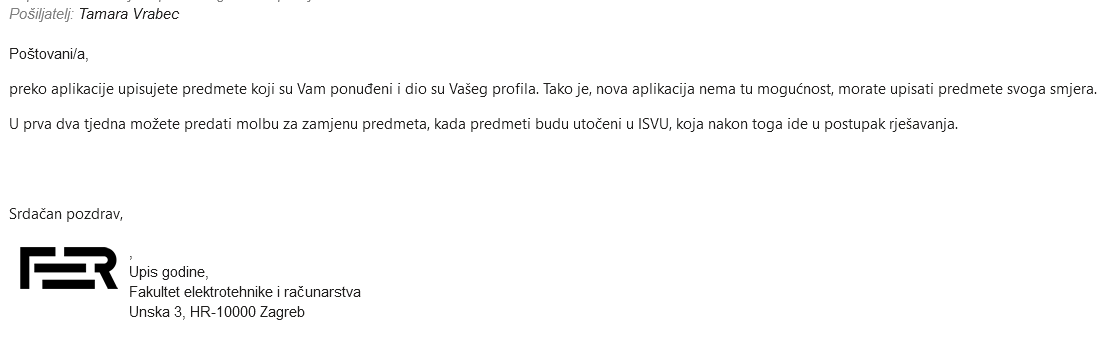 Pošiljatelj: Tamara Vrabec
Poštovani/a,
preko aplikacije upisujete predmete koji su Vam ponuđeni i dio su Vašeg profila. Tako je, nova aplikacija nema tu mogućnost, morate upisati predmete svoga smjera.
U prva dva tjedna možete predati molbu za zamjenu predmeta, kada predmeti budu utočeni u ISVU, koja nakon toga ide u postupak rješavanja.
Srdačan pozdrav,
FER
,
Upis godine,
Fakultet elektrotehnike i računarstva
Unska 3, HR-10000 Zagreb